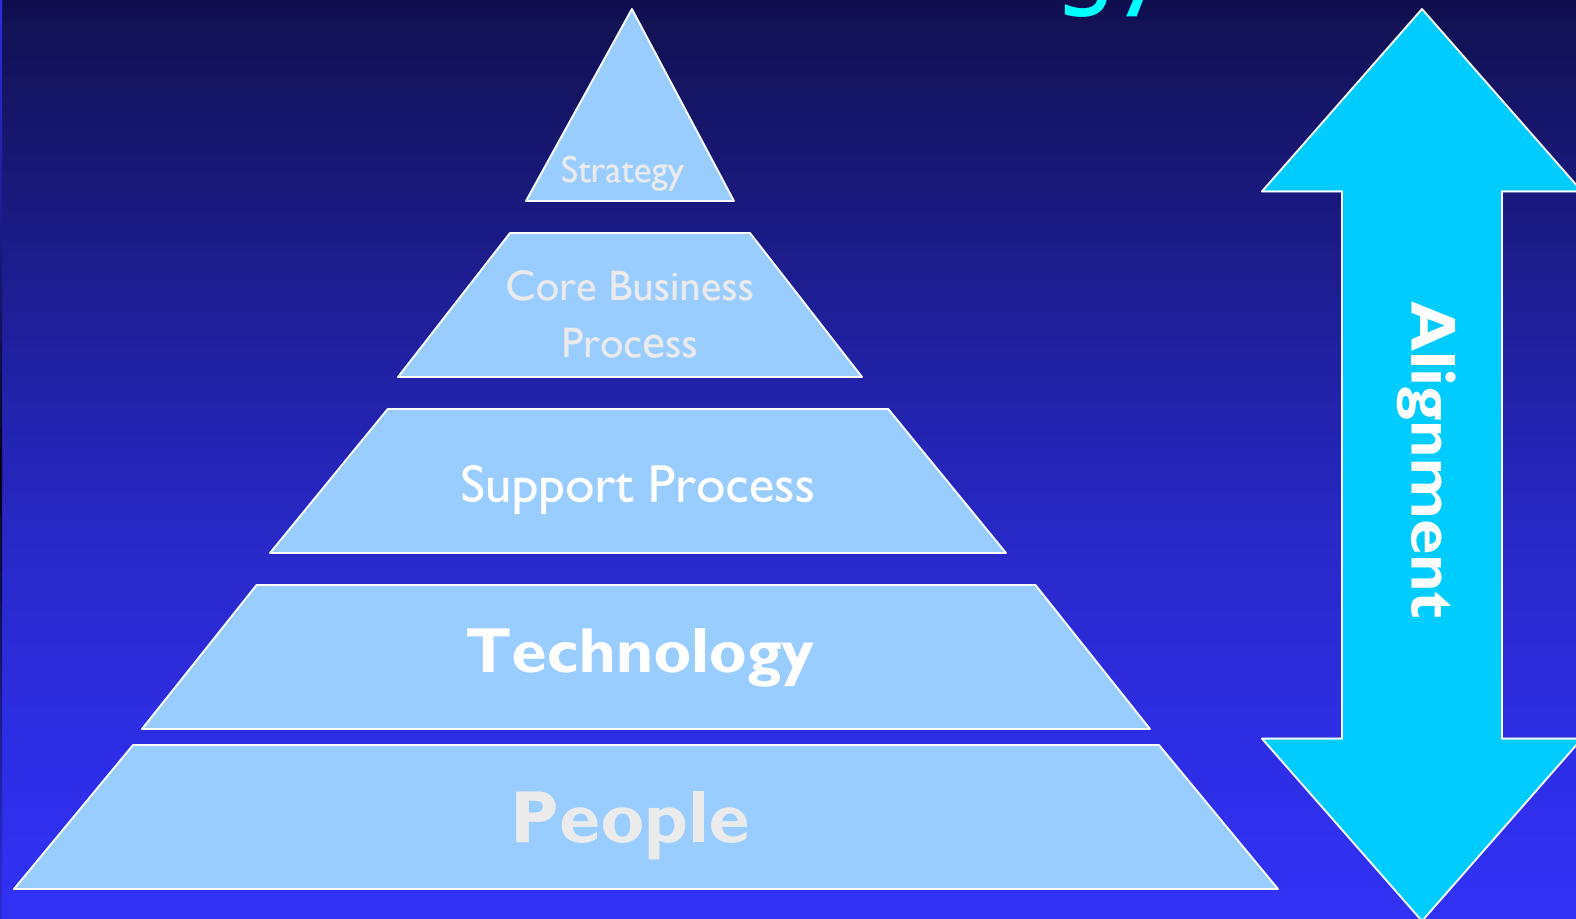 Strategy
Core Business
Process
Support Process
Technology
People
Alignment